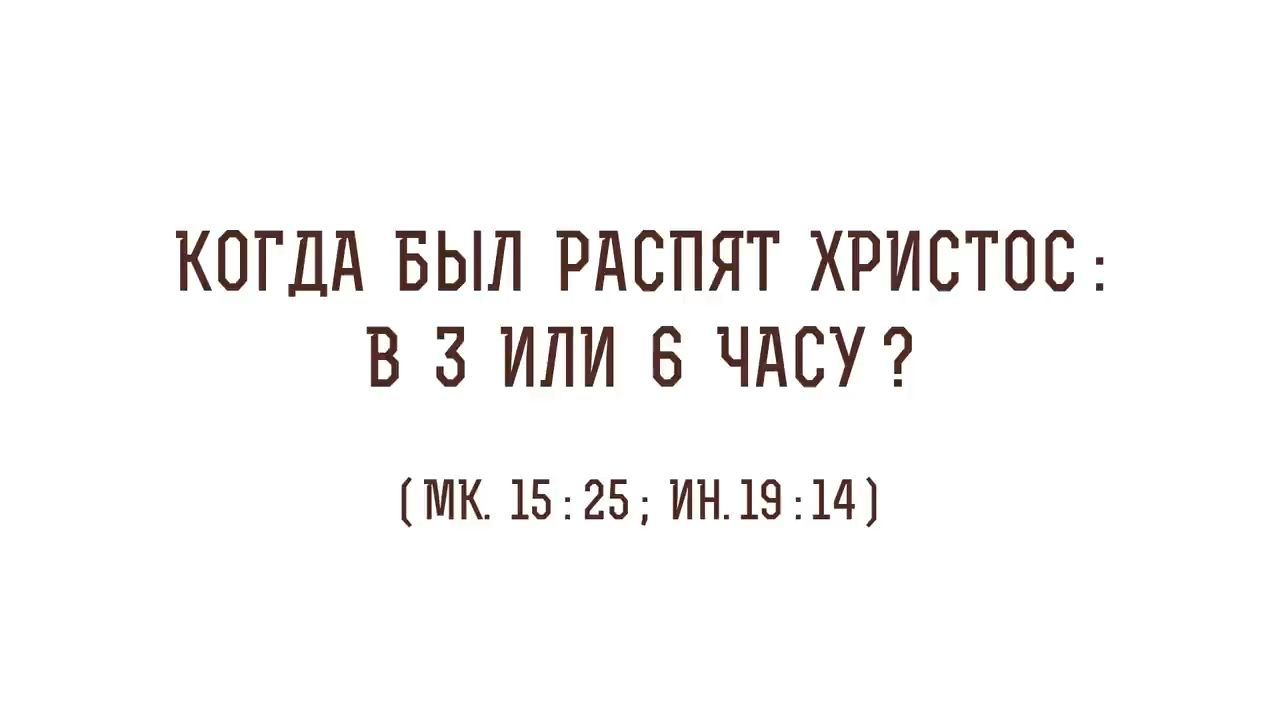 КОГДА БЫЛ РАСПЯТ ХРИСТОС:
В 3 ИЛИ 6 ЧАСУ?
(МК. 15:25; ИН.19:14)